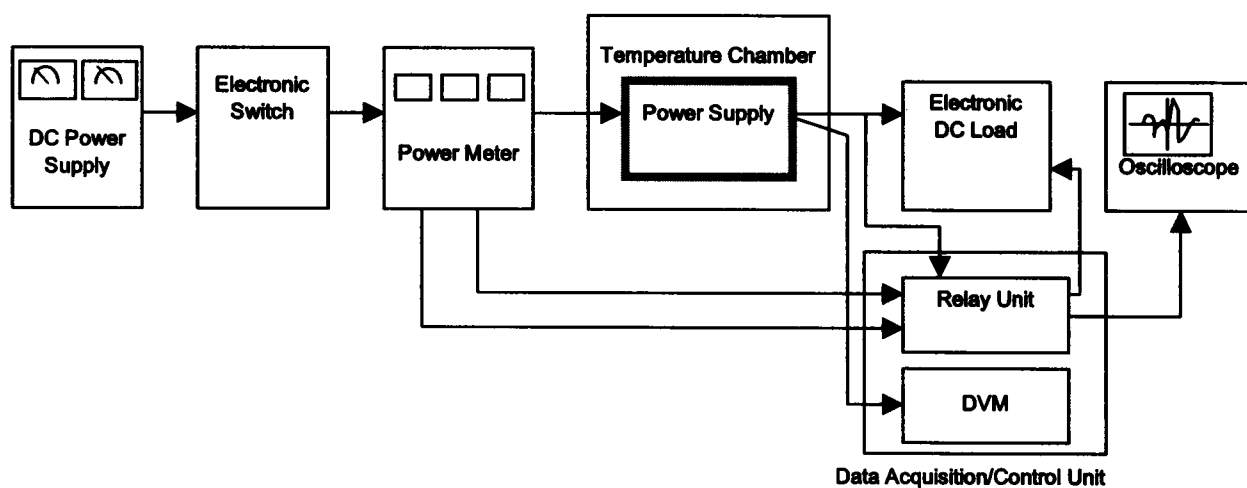 DC Power
Supply
Electronic
Switch
Power Meter
Temperature Chamber
Power Supply
Electronic
DC Load
Oscilloscope
Relay Unit
DVM
Data Acquisition/Control Unit